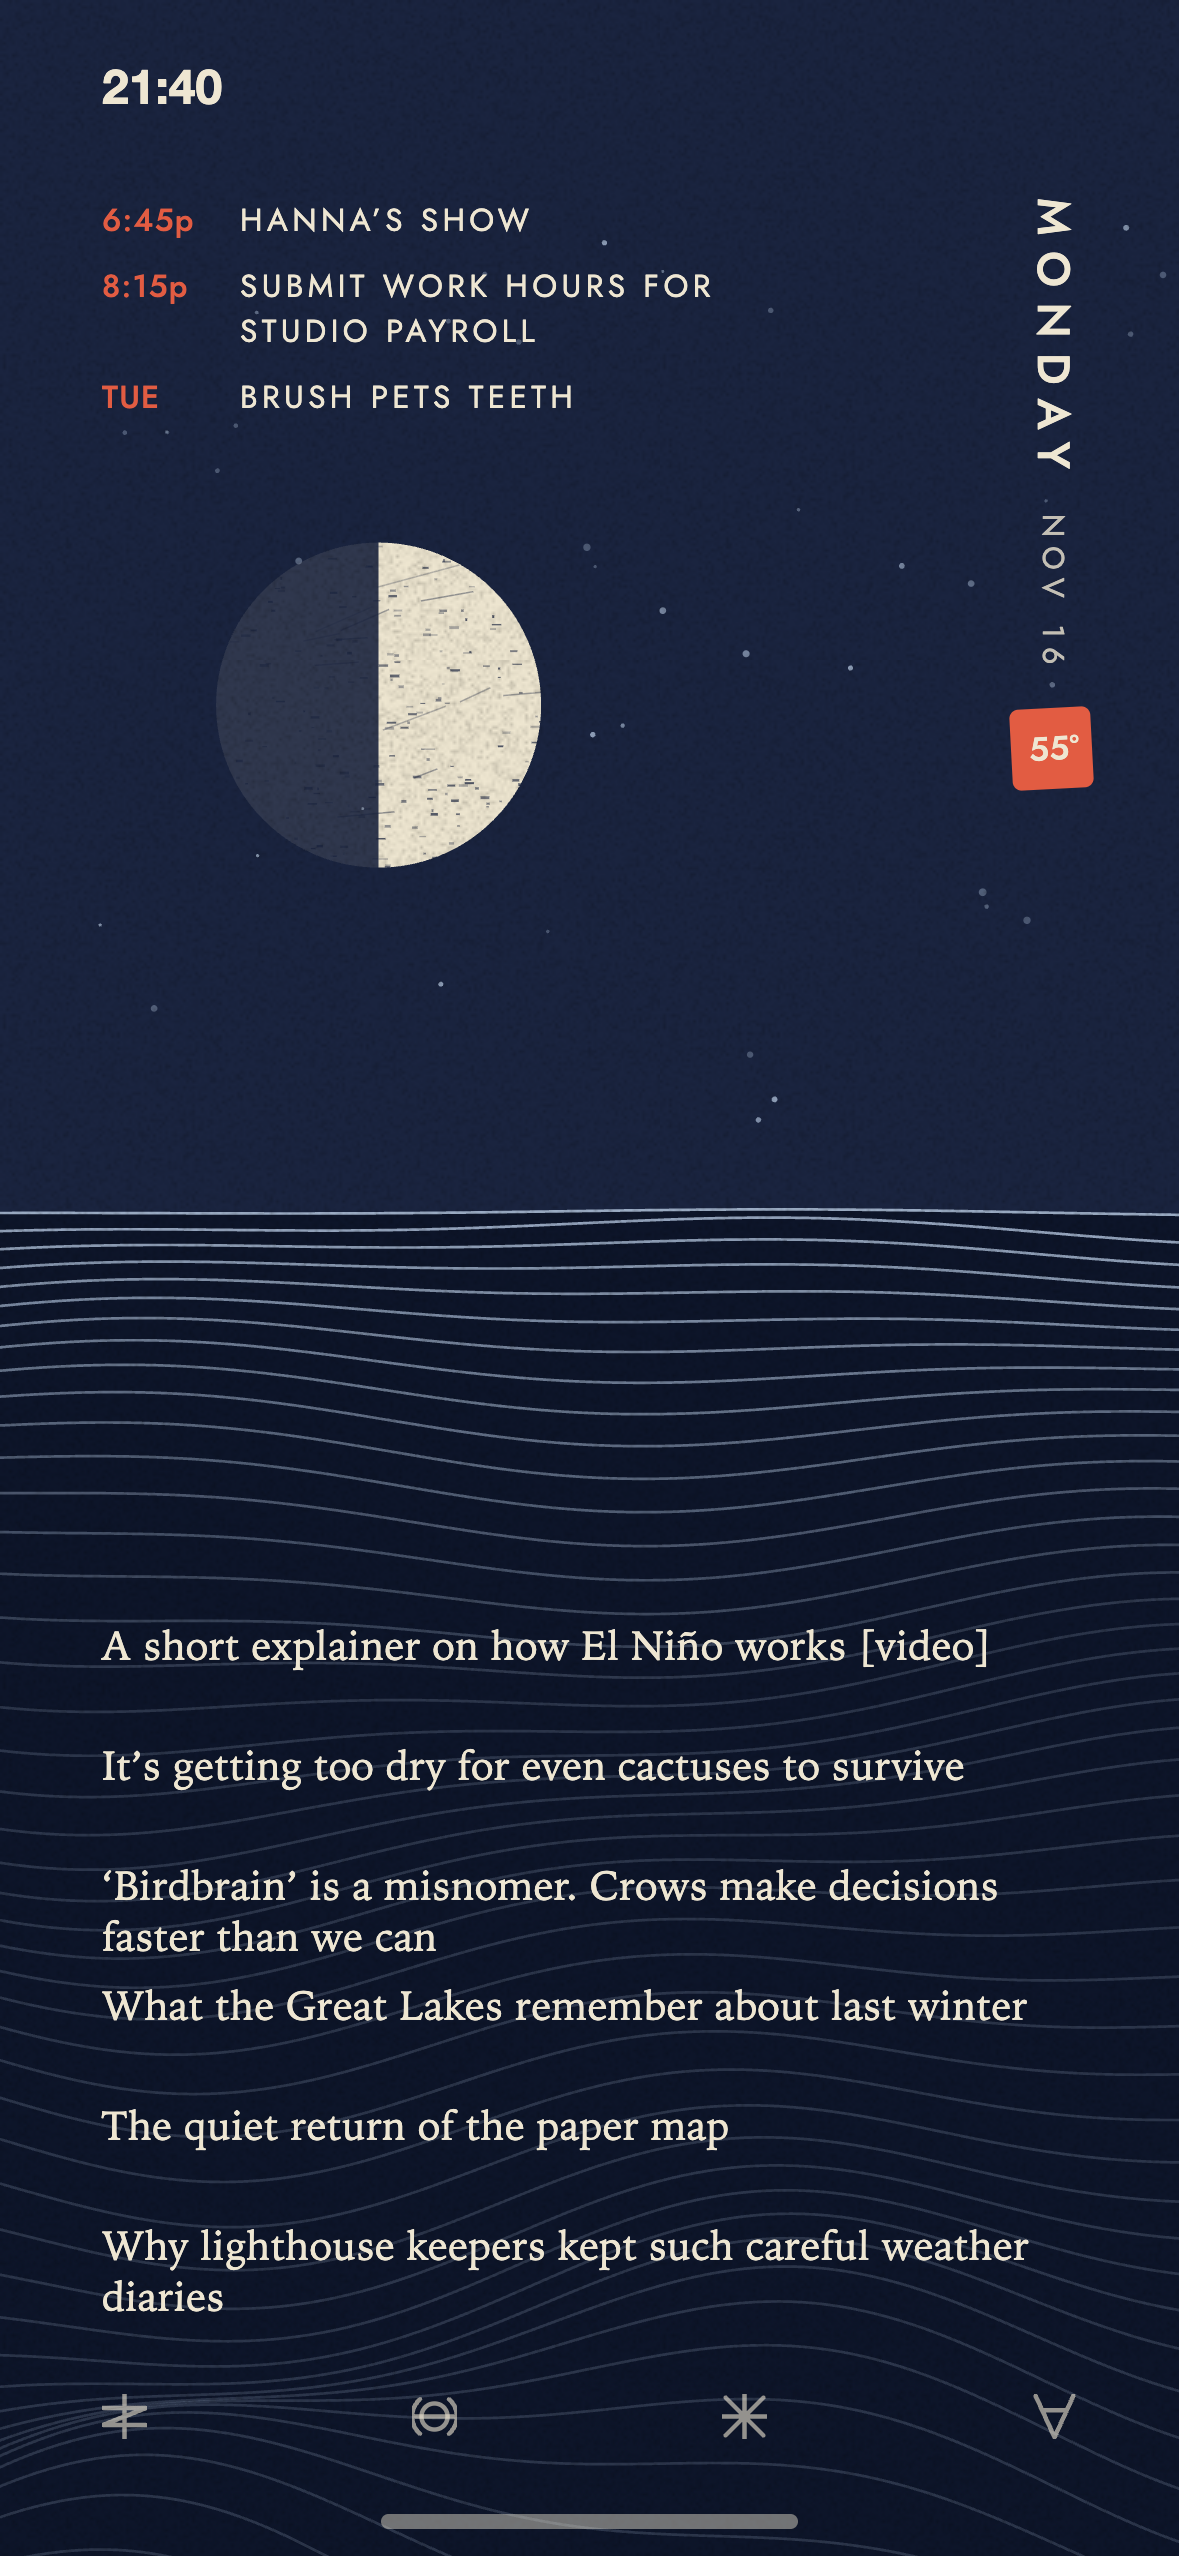 21:40
6:45p HANNA’S SHOW
8:15p SUBMIT WORK HOURS FOR
STUDIO PAYROLL
TUE BRUSH PETS TEETH
MONDAY NOV 16
55°
A short explainer on how El Niño works [video]
It’s getting too dry for even cactuses to survive
‘Birdbrain’ is a misnomer. Crows make decisions
faster than we can
What the Great Lakes remember about last winter
The quiet return of the paper map
Why lighthouse keepers kept such careful weather
diaries